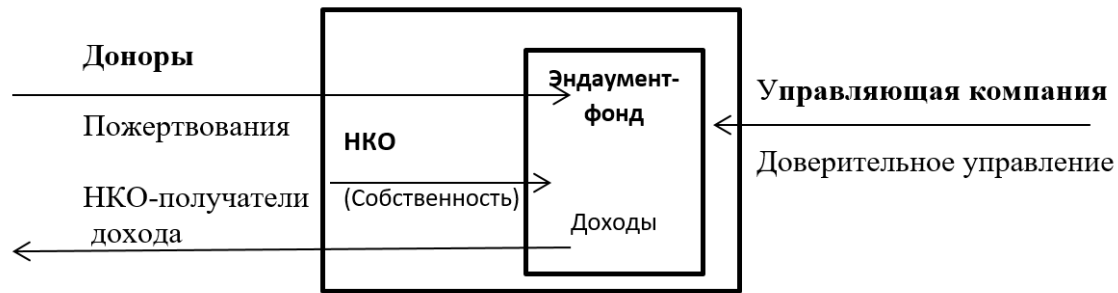 Доноры
Пожертвования
НКО-получатели
дохода
НКО
(Собственность)
Эндаумент-
фонд
Доходы
Управляющая компания
Доверительное управление